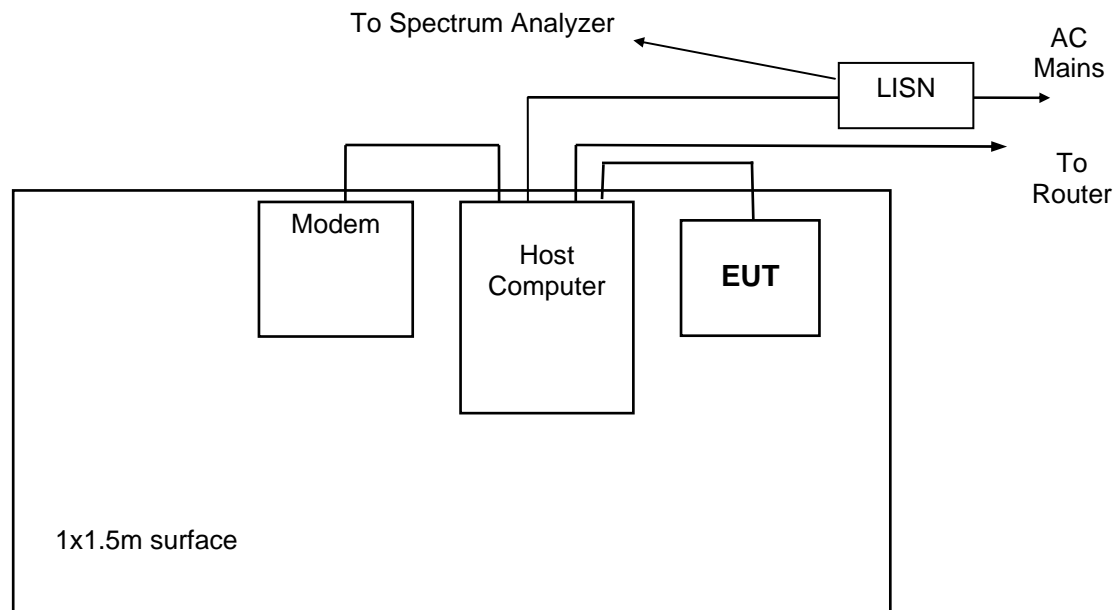 To Spectrum Analyzer
AC
Mains
LISN
To
Router
Modem
Host
Computer
EUT
1x1.5m surface